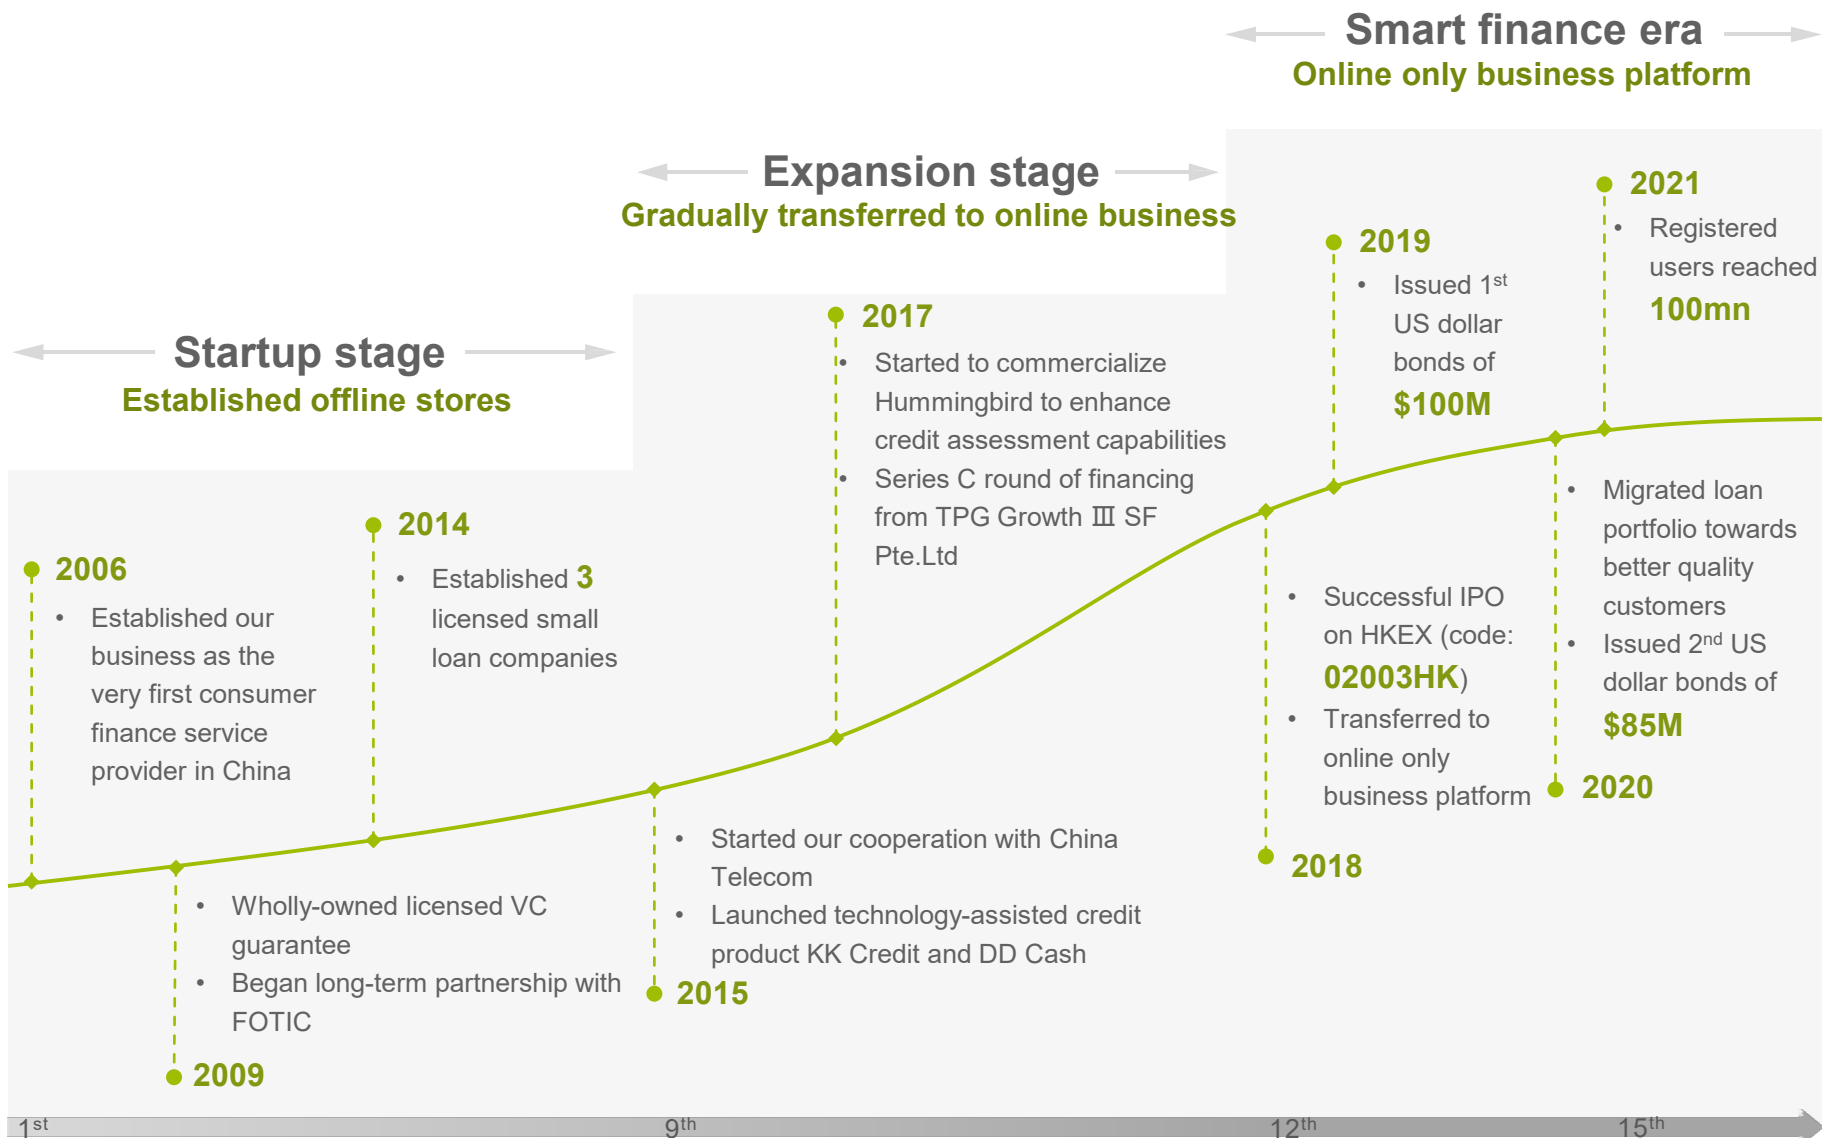 Smart finance era
Online only business platform
Expansion stage
Gradually transferred to online business
Startup stage
Established offline stores
2006
• Established our
business as the
very first consumer
finance service
provider in China
• Wholly-owned licensed VC
guarantee
• Began long-term partnership with
FOTIC
2009
2014
• Established 3
licensed small
loan companies
• Started our cooperation with China
Telecom
• Launched technology-assisted credit
product KK Credit and DD Cash
2015
2017
• Started to commercialize
Hummingbird to enhance
credit assessment capabilities
• Series C round of financing
from TPG Growth Ⅲ SF
Pte.Ltd
• Successful IPO
on HKEX (code:
02003HK)
• Transferred to
online only
business platform
2018
2019
• Issued 1st
US dollar
bonds of
$100M
• Migrated loan
portfolio towards
better quality
customers
• Issued 2nd US
dollar bonds of
$85M
2020
2021
• Registered
users reached
100mn
1st
9th
12th
15th